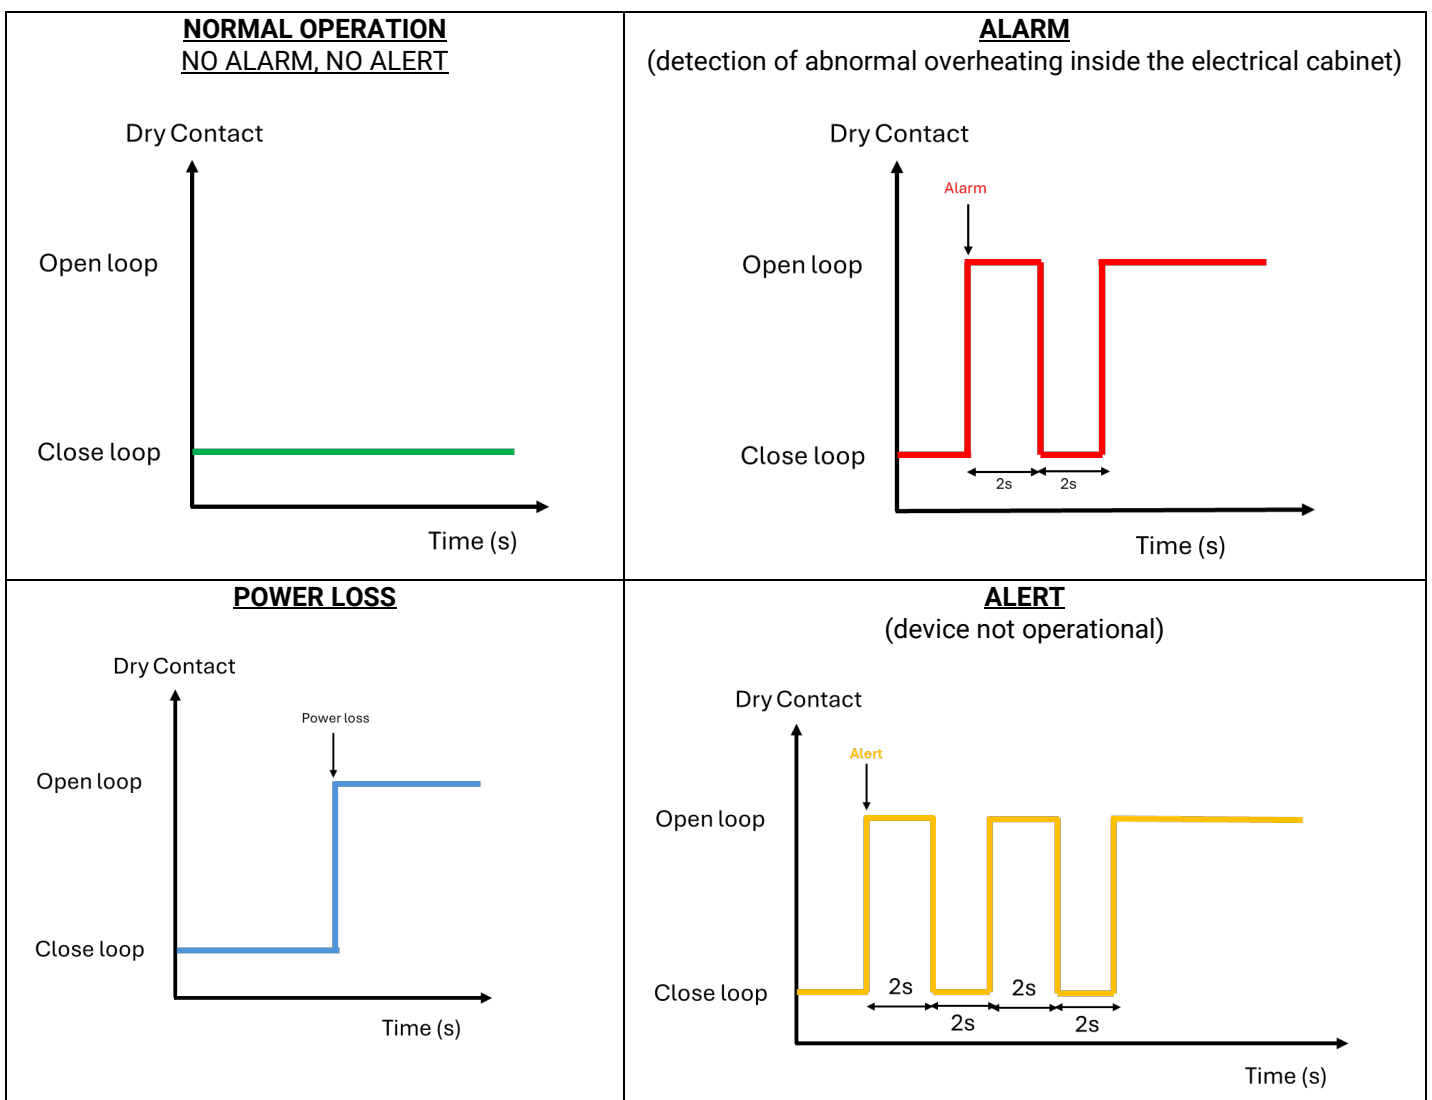 NORMAL OPERATION
NO ALARM, NO ALERT
Dry Contact
Open loop
Close loop
Time (s)
ALARM
(detection of abnormal overheating inside the electrical cabinet)
Dry Contact
Alarm
Open loop
Close loop
2s
2s
Time (s)
POWER LOSS
Dry Contact
Power loss
Open loop
Close loop
Time (s)
ALERT
(device not operational)
Dry Contact
Alert
Open loop
Close loop
2s
2s
2s
2s
Time (s)